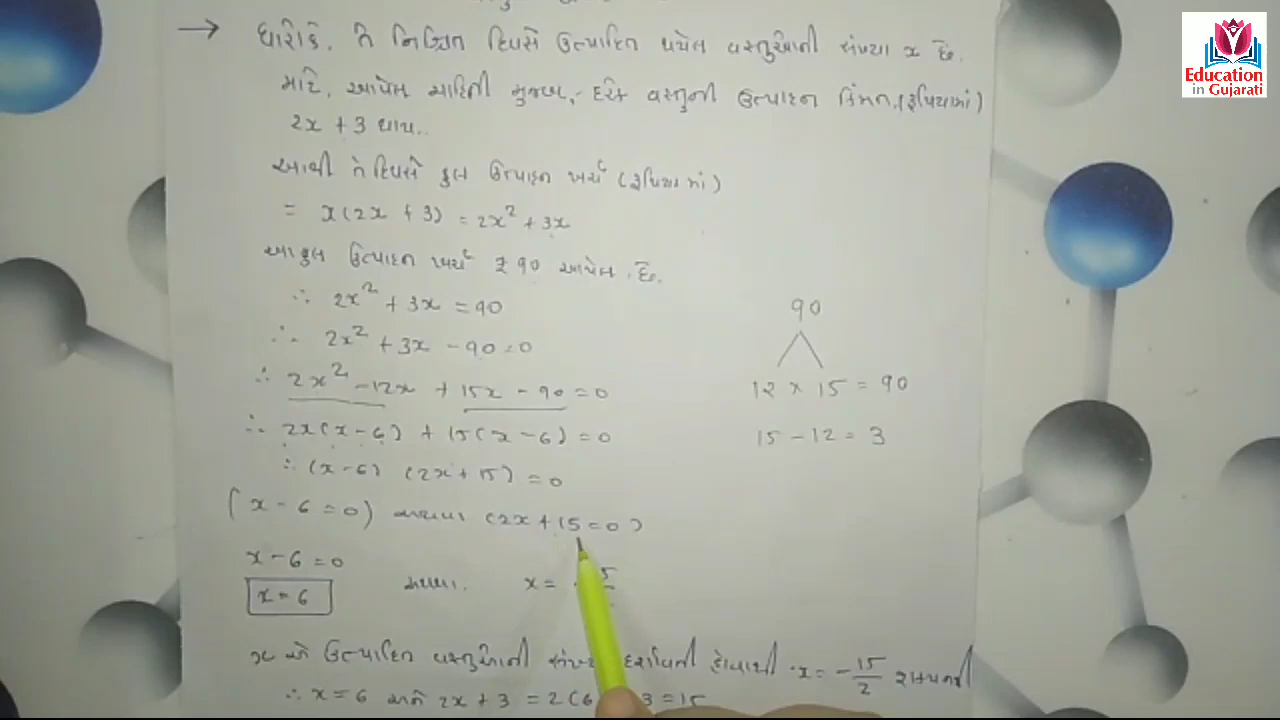 → ધારોકે, તે નિશ્ચિત દિવસે ઉત્પાદિત થયેલ વસ્તુઓની સંખ્યા x છે.
Education
in Gujarati
માટે, આપેલ માહિતી મુજબ, દરેક વસ્તુની ઉત્પાદન કિંમત (રૂપિયામાં)
2x + 3 થાય.
આથી તે દિવસે કુલ ઉત્પાદન ખર્ચ (રૂપિયામાં)
= x(2x + 3) = 2x² + 3x
આ કુલ ઉત્પાદન ખર્ચ ₹ 90 આપેલ છે.
∴ 2x² + 3x = 90
90
∴ 2x² + 3x - 90 = 0
∴ 2x² - 12x + 15x - 90 = 0
12 × 15 = 90
∴ 2x(x - 6) + 15(x - 6) = 0
15 - 12 = 3
∴ (x - 6) (2x + 15) = 0
(x - 6 = 0) અથવા (2x + 15 = 0)
x - 6 = 0
x = 6 અથવા. x =
x એ ઉત્પાદિત વસ્તુઓની દર્શાવતી હોવાથી x = -15/2 શક્ય નથી
∴ x = 6 અને 2x + 3 = 2(6 3 = 15